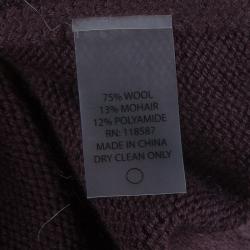 75% WOOL
13% MOHAIR
12% POLYAMIDE
RN: 118587
MADE IN CHINA
DRY CLEAN ONLY